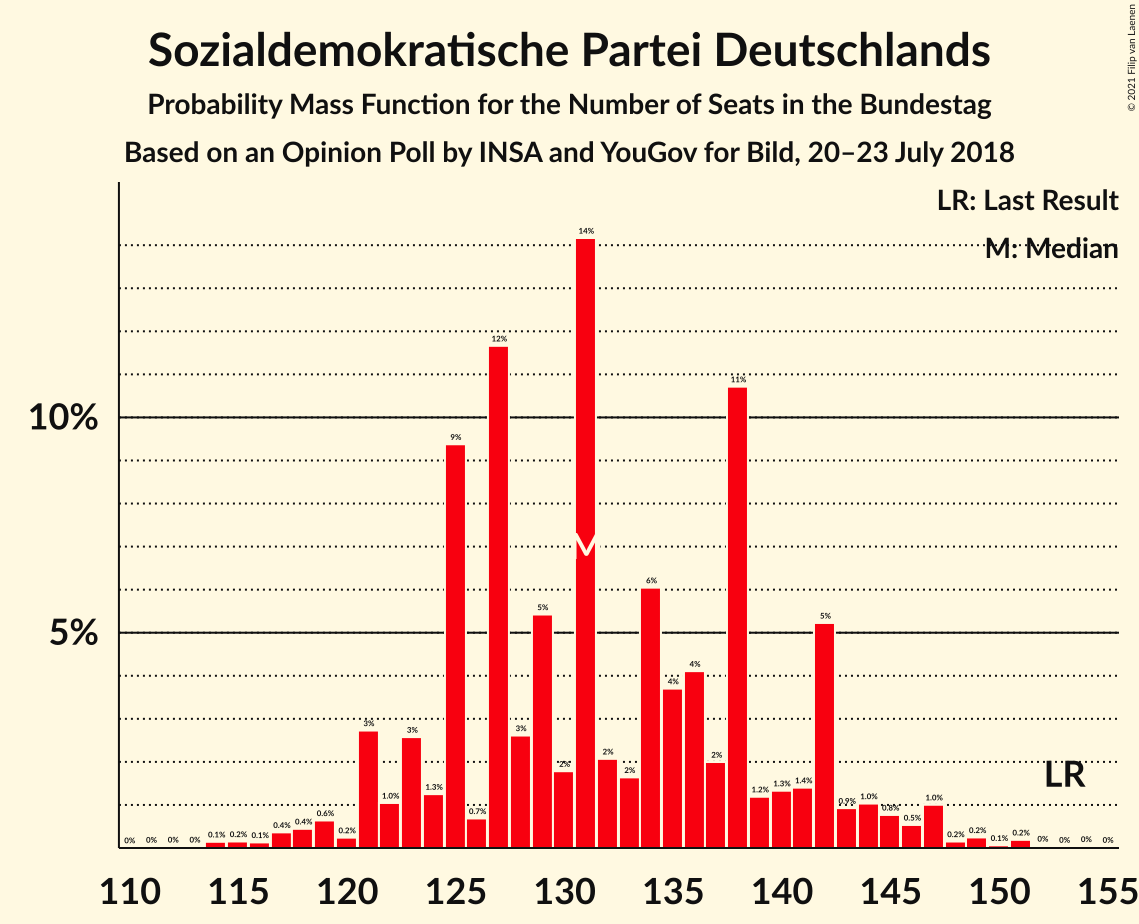 Sozialdemokratische Partei Deutschlands
Probability Mass Function for the Number of Seats in the Bundestag
Based on an Opinion Poll by INSA and YouGov for Bild, 20–23 July 2018
© 2021 Filip van Laenen
LR: Last Result
M: Median
10%
5%
0% 0% 0% 0% 0.1% 0.2% 0.1% 0.4% 0.4% 0.6% 0.2% 3% 1.0% 3% 1.3% 9% 0.7% 12% 3% 5% 2% 14% 2% 2% 6% 4% 4% 2% 11% 1.2% 1.3% 1.4% 5% 0.9% 1.0% 0.8% 0.5% 1.0% 0.2% 0.2% 0.1% 0.2% 0% 0% 0% 0%
M
LR
110 115 120 125 130 135 140 145 150 155